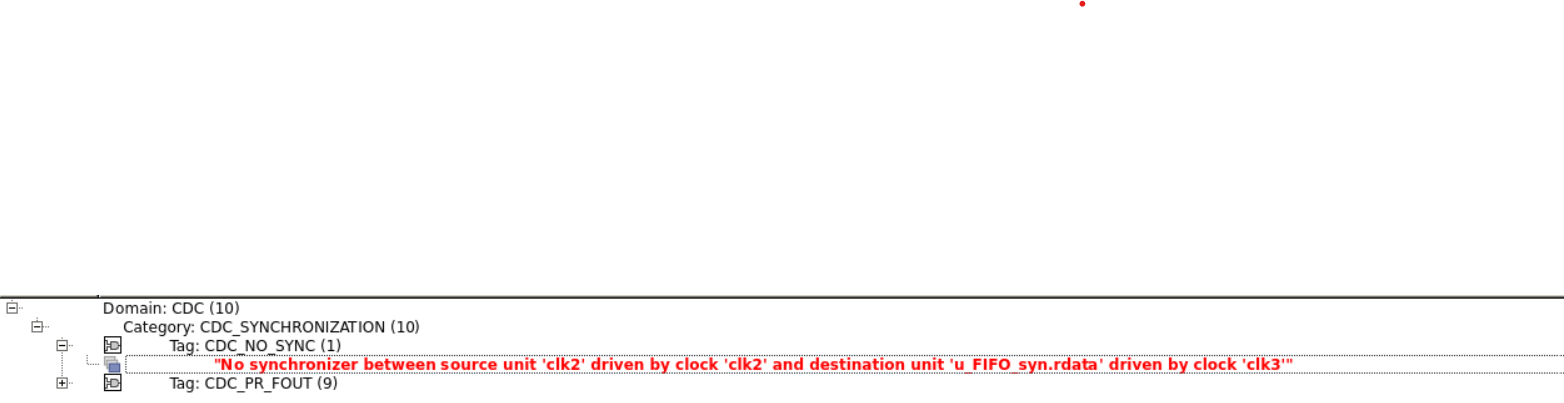 Domain: CDC (10)
Category: CDC_SYNCHRONIZATION (10)
Tag: CDC_NO_SYNC (1)
"No synchronizer between source unit 'clk2' driven by clock 'clk2' and destination unit 'u_FIFO_syn.rdata' driven by clock 'clk3'"
Tag: CDC_PR_FOUT (9)